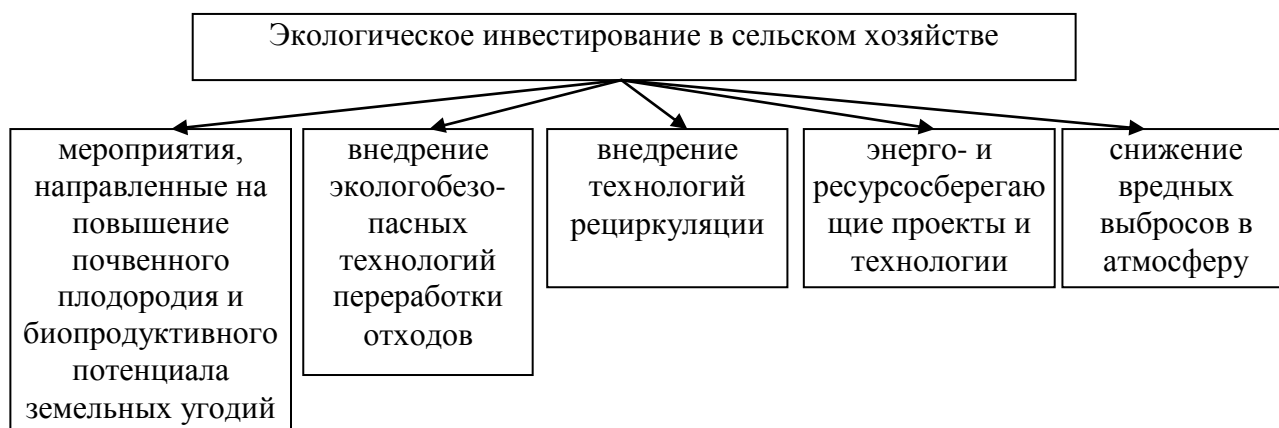 Экологическое инвестирование в сельском хозяйстве
мероприятия,
направленные на
повышение
почвенного
плодородия и
биопродуктивного
потенциала
земельных угодий
внедрение
экологобезо-
пасных
технологий
переработки
отходов
внедрение
технологий
рециркуляции
энерго- и
ресурсосберегаю
щие проекты и
технологии
снижение
вредных
выбросов в
атмосферу